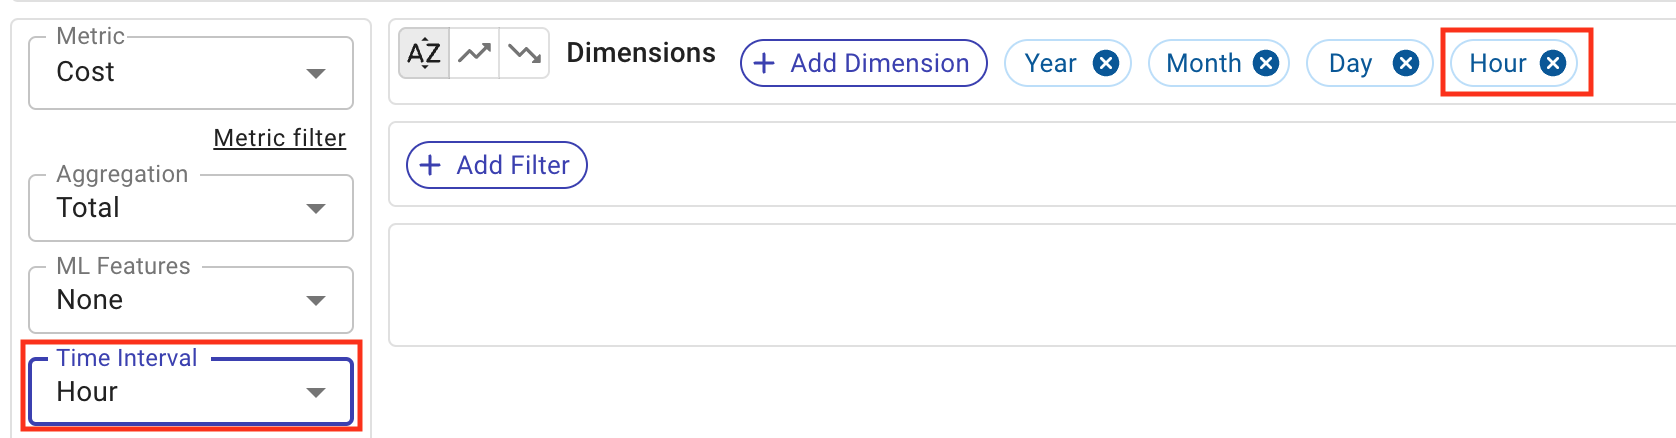 Metric
Cost
Metric filter
Aggregation
Total
ML Features
None
Time Interval
Hour
AZ Dimensions + Add Dimension Year Month Day Hour
+ Add Filter